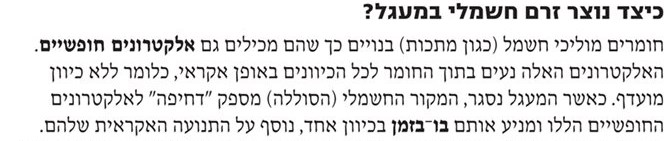 כיצד נוצר זרם חשמלי במעגל?
חומרים מוליכי חשמל (כגון מתכות) בנויים כך שהם מכילים גם אלקטרונים חופשיים.
האלקטרונים האלה נעים בתוך החומר לכל הכיוונים באופן אקראי, כלומר ללא כיוון
מועדף. כאשר המעגל נסגר, המקור החשמלי (הסוללה) מספק "דחיפה" לאלקטרונים
החופשיים הללו ומניע אותם בו־בזמן בכיוון אחד, נוסף על התנועה האקראית שלהם.